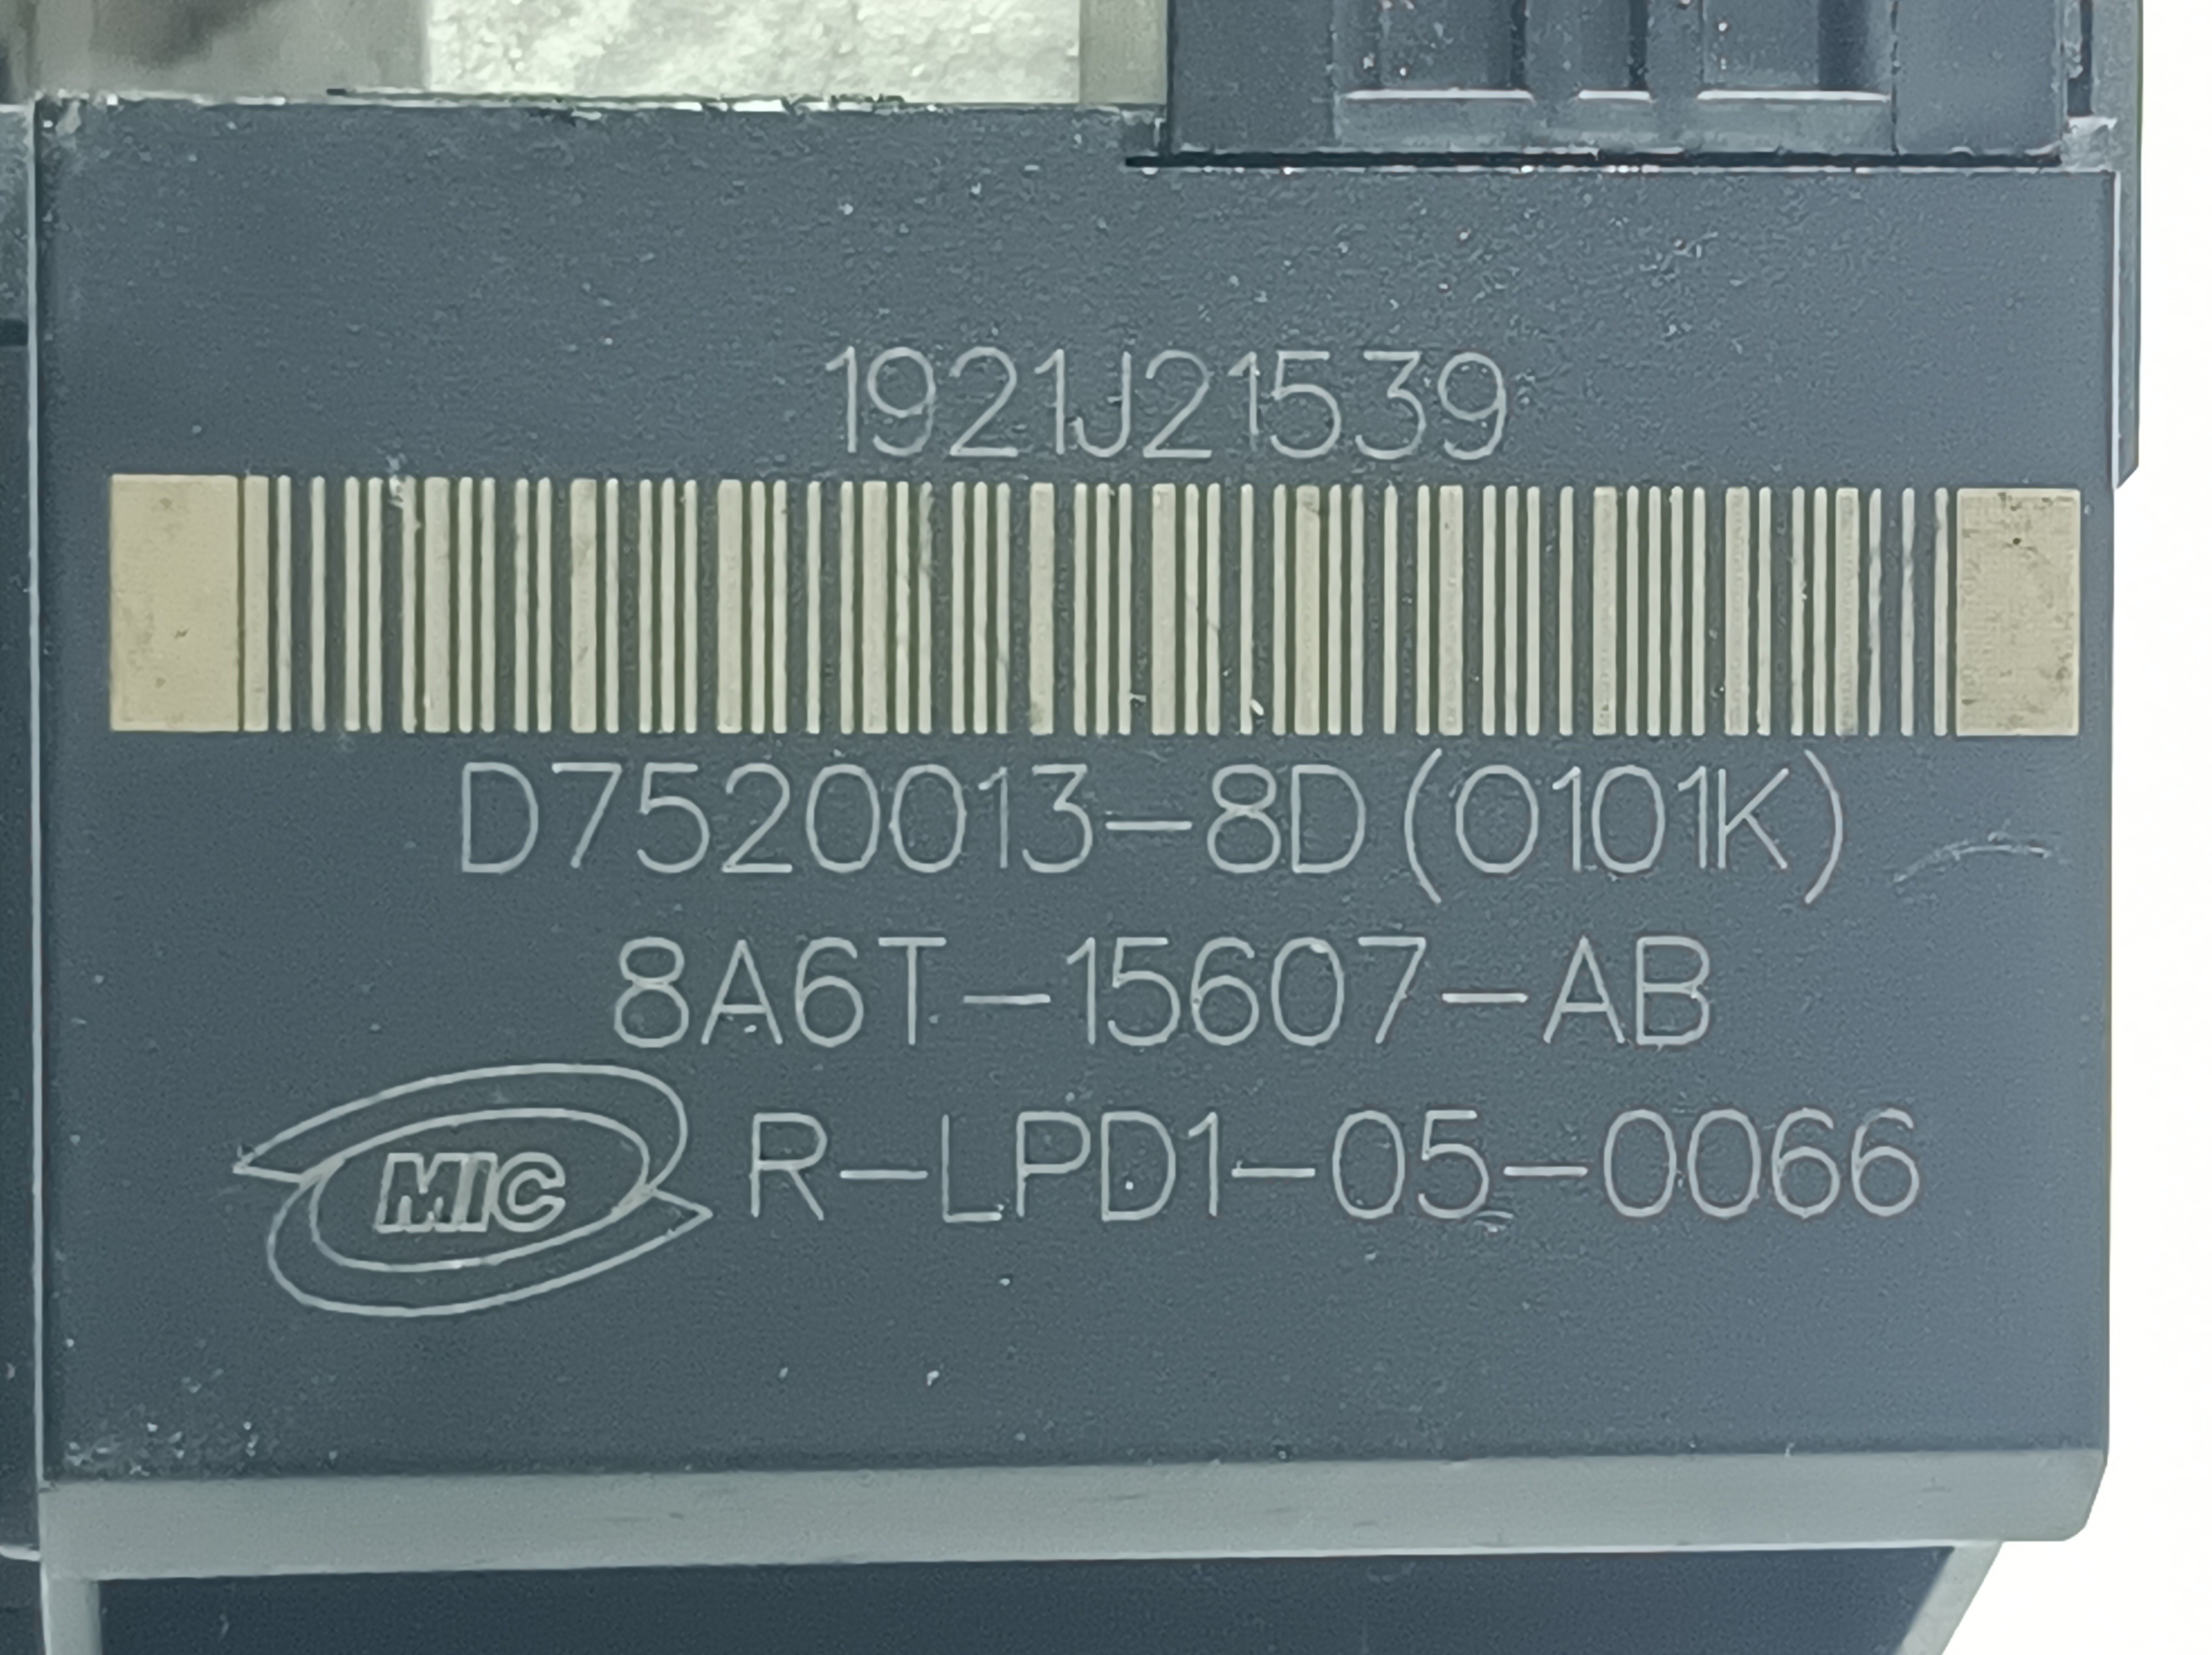 1921J21539
D7520013-8D(0101K)
8A6T-15607-AB
MIC R-LPD1-05-0066